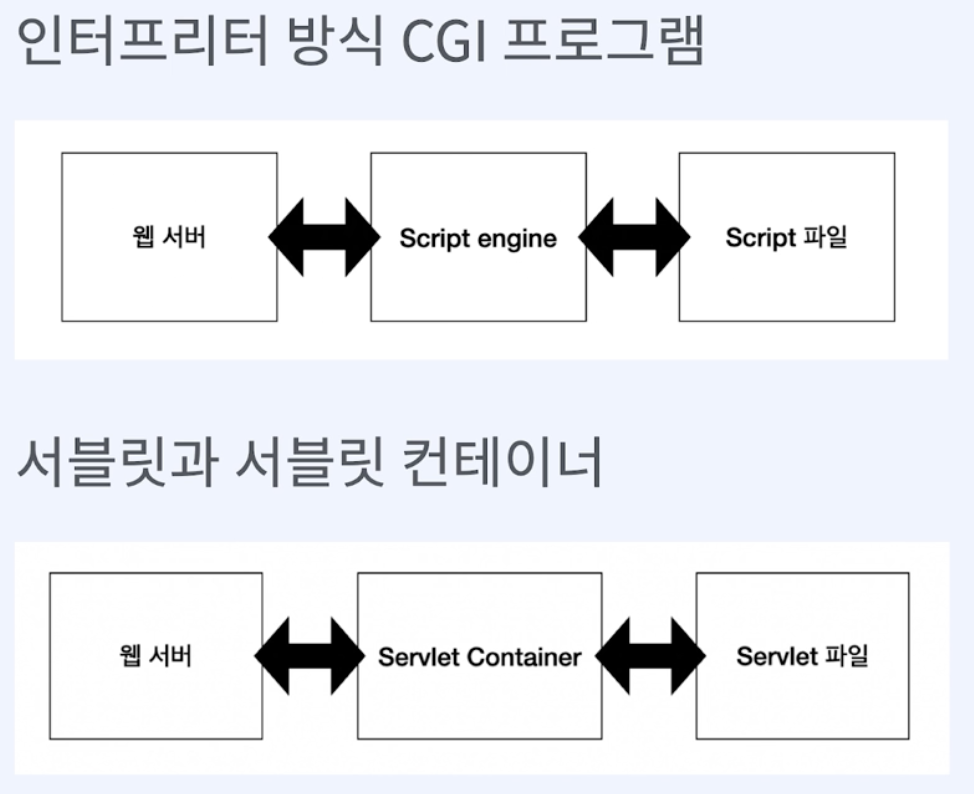 인터프리터 방식 CGI 프로그램
웹 서버
Script engine
Script 파일
서블릿과 서블릿 컨테이너
웹 서버
Servlet Container
Servlet 파일